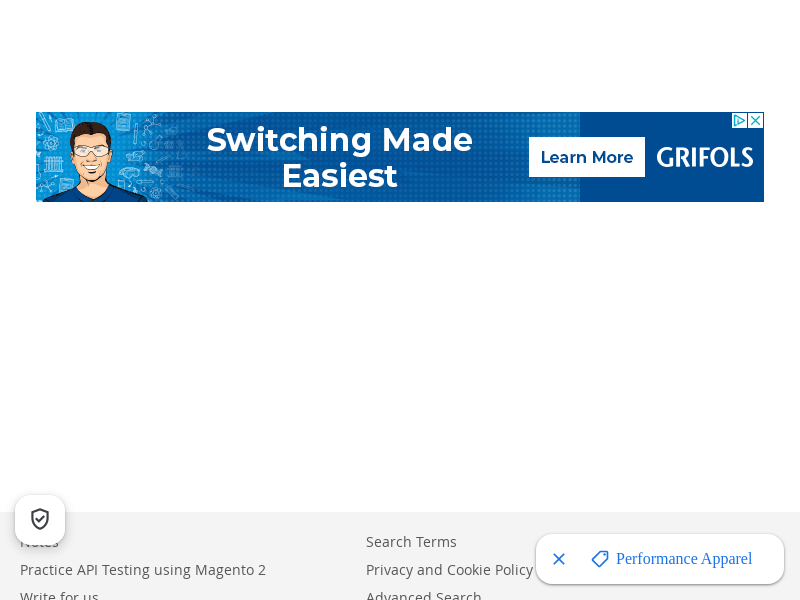 Switching Made
Easiest
Learn More
GRIFOLS
Notes
Search Terms
Practice API Testing using Magento 2
Privacy and Cookie Policy
Performance Apparel
Write for us
Advanced Search